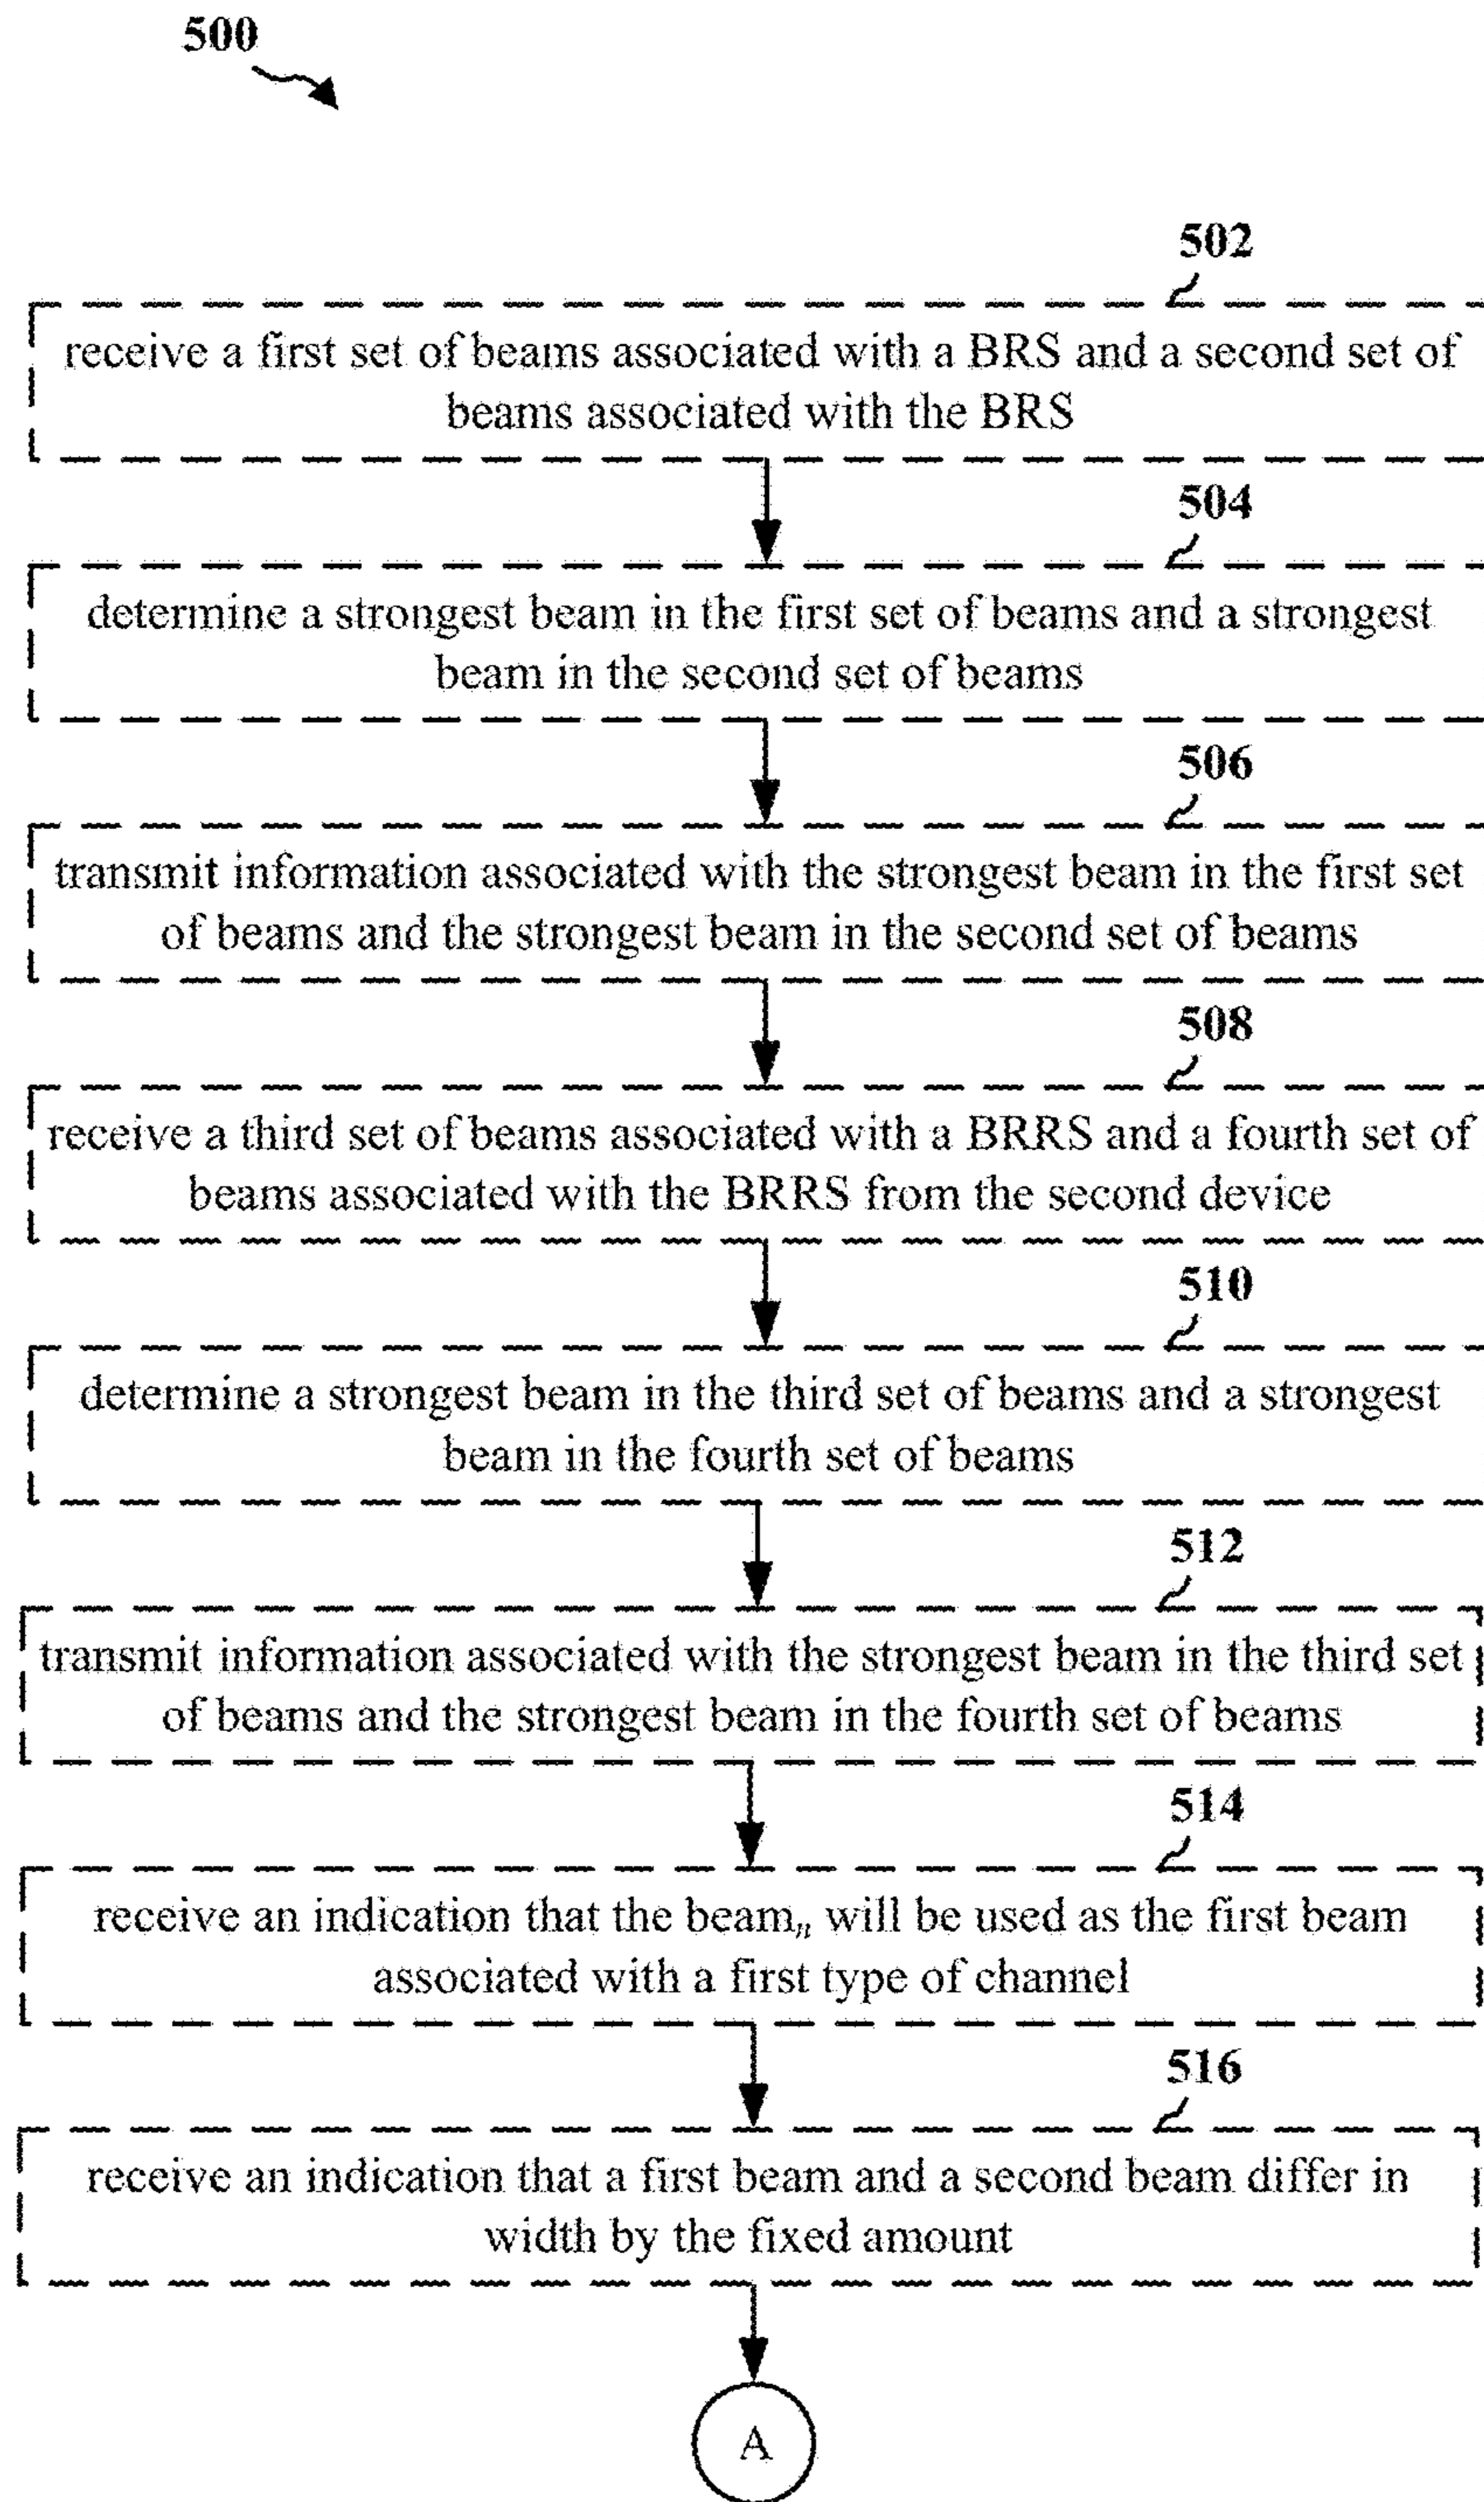 500
502
receive a first set of beams associated with a BRS and a second set of
beams associated with the BRS
504
determine a strongest beam in the first set of beams and a strongest
beam in the second set of beams
506
transmit information associated with the strongest beam in the first set
of beams and the strongest beam in the second set of beams
508
receive a third set of beams associated with a BRRS and a fourth set of
beams associated with the BRRS from the second device
510
determine a strongest beam in the third set of beams and a strongest
beam in the fourth set of beams
512
transmit information associated with the strongest beam in the third set
of beams and the strongest beam in the fourth set of beams
514
receive an indication that the beamₙ will be used as the first beam
associated with a first type of channel
516
receive an indication that a first beam and a second beam differ in
width by the fixed amount
A